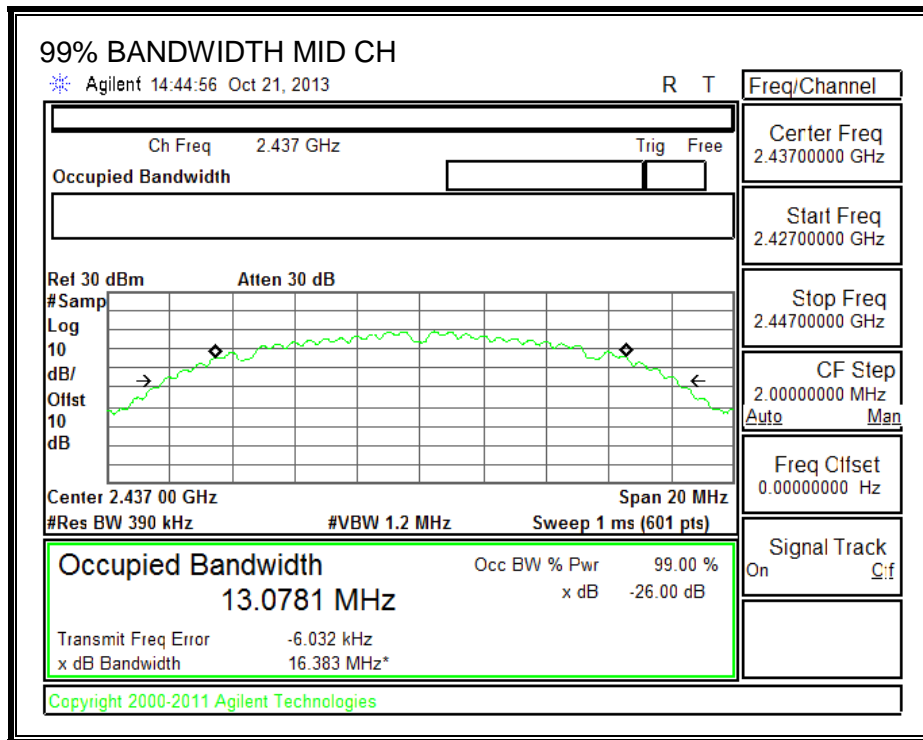 99% BANDWIDTH MID CH
Agilent 14:44:56 Oct 21, 2013 R T
Ch Freq 2.437 GHz Trig Free
Occupied Bandwidth
Ref 30 dBm Atten 30 dB
#Samp
Log
10
dB/
Offst
10
dB
Center 2.437 00 GHz Span 20 MHz
#Res BW 390 kHz #VBW 1.2 MHz Sweep 1 ms (601 pts)
Occupied Bandwidth Occ BW % Pwr 99.00 %
13.0781 MHz x dB -26.00 dB
Transmit Freq Error -6.032 kHz
x dB Bandwidth 16.383 MHz*
Copyright 2000-2011 Agilent Technologies
Freq/Channel
Center Freq
2.43700000 GHz
Start Freq
2.42700000 GHz
Stop Freq
2.44700000 GHz
CF Step
2.00000000 MHz
Auto Man
Freq Offset
0.00000000 Hz
Signal Track
On Off